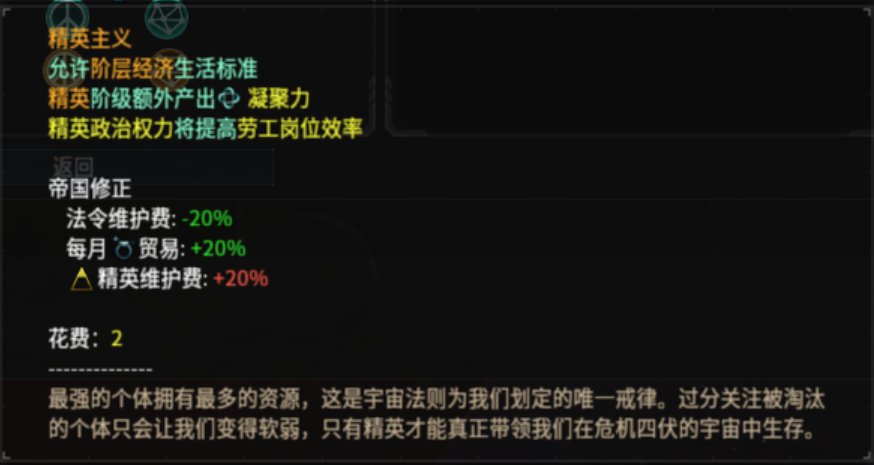 精英主义
允许阶层经济生活标准
精英阶级额外产出 凝聚力
精英政治权力将提高劳工岗位效率
返回
帝国修正
法令维护费: -20%
每月 贸易: +20%
精英维护费: +20%
花费：2
--------------
最强的个体拥有最多的资源，这是宇宙法则为我们划定的唯一戒律。过分关注被淘汰
的个体只会让我们变得软弱，只有精英才能真正带领我们在危机四伏的宇宙中生存。